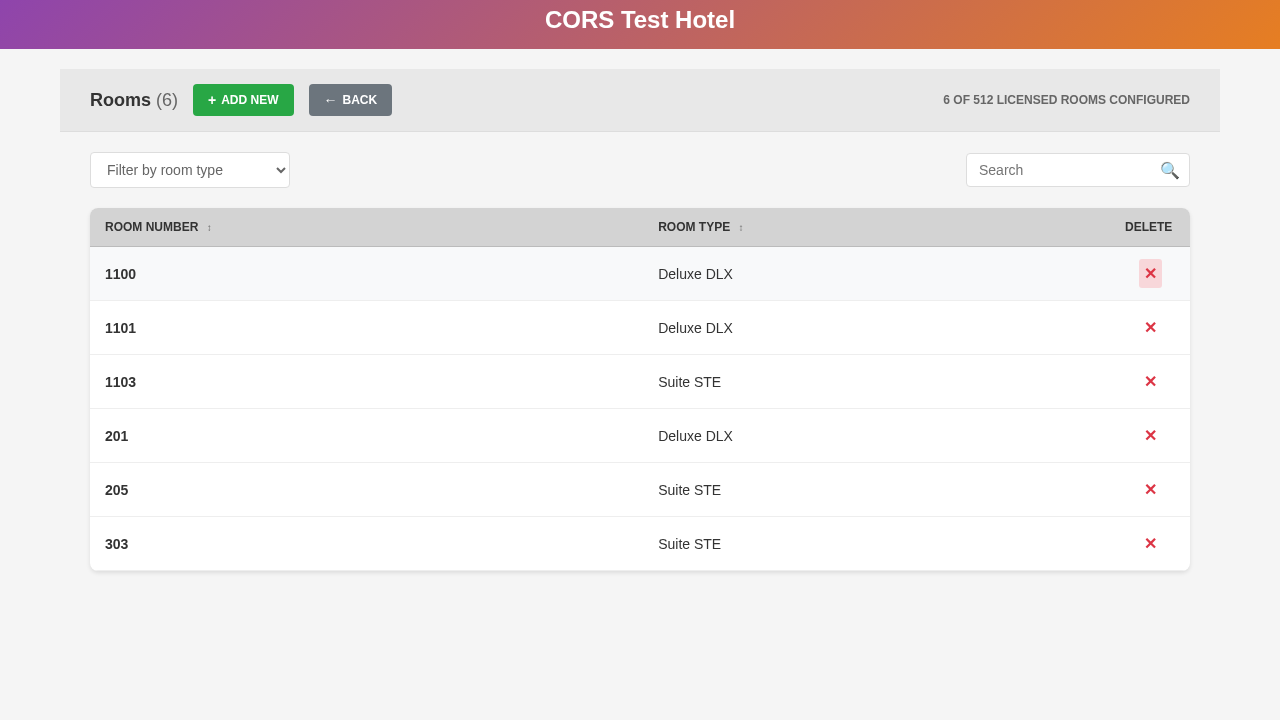 CORS Test Hotel
Rooms (6) + ADD NEW ← BACK 6 OF 512 LICENSED ROOMS CONFIGURED
Filter by room type Search
ROOM NUMBER ↕ ROOM TYPE ↕ DELETE
1100 Deluxe DLX ✕
1101 Deluxe DLX ✕
1103 Suite STE ✕
201 Deluxe DLX ✕
205 Suite STE ✕
303 Suite STE ✕